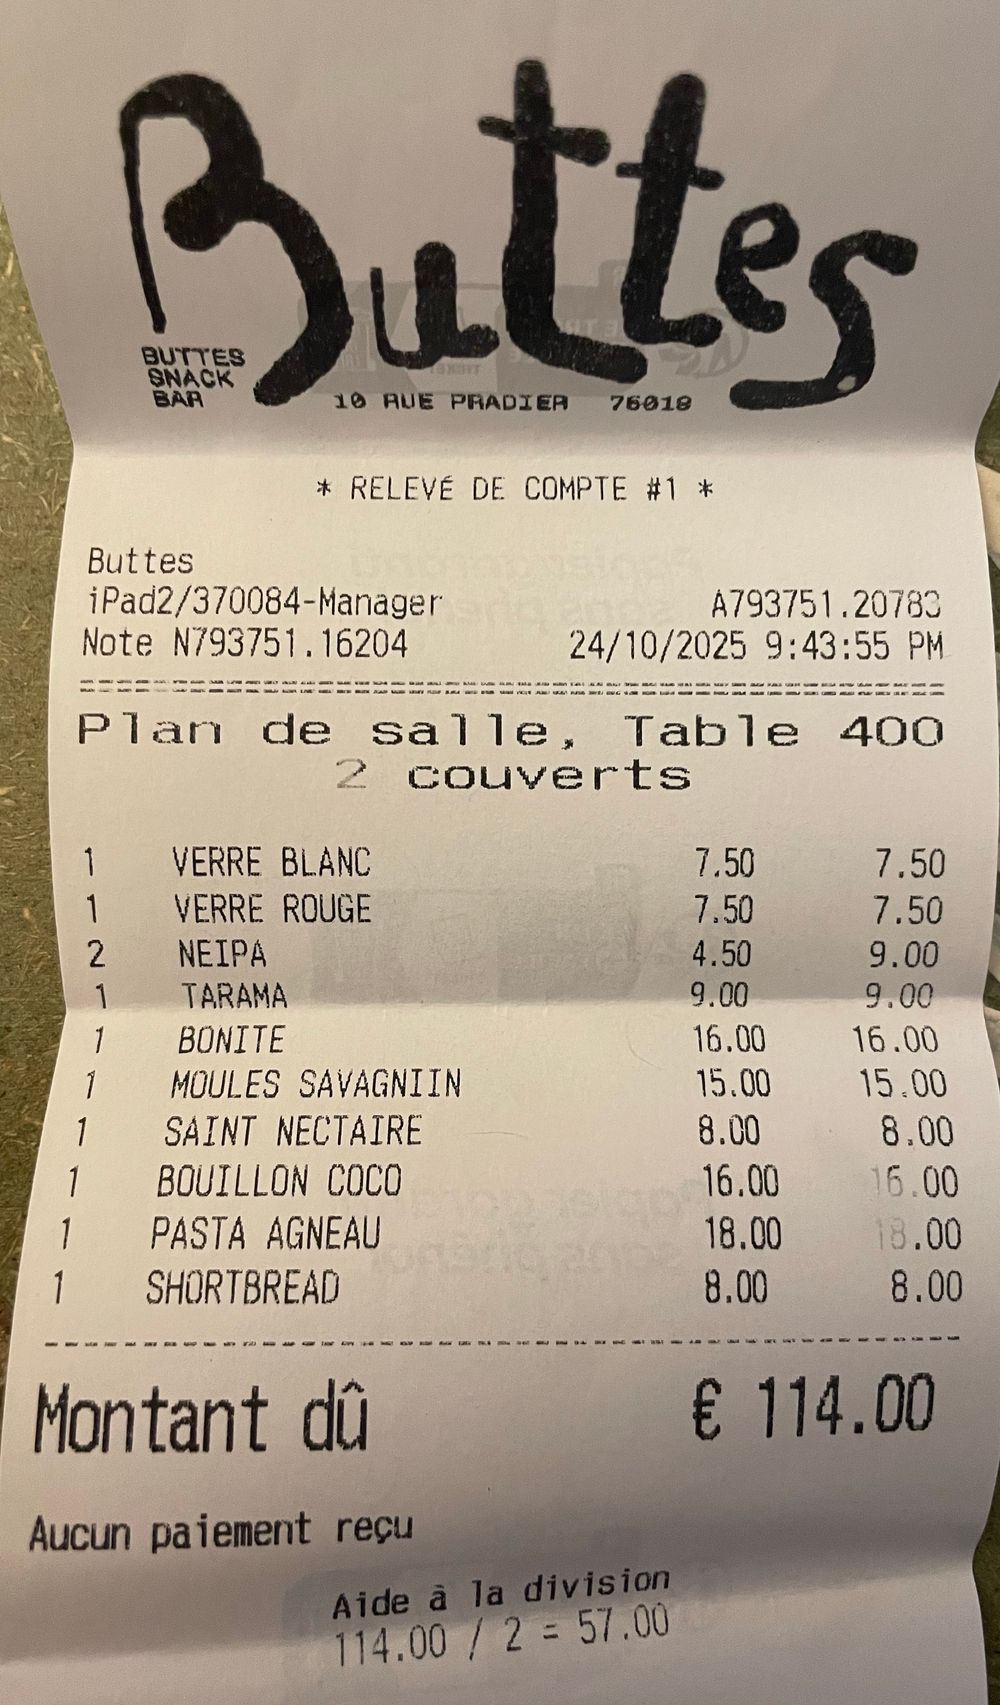 Buttes
BUTTES
SNACK
BAR
10 RUE PRADIER 75019
* RELEVÉ DE COMPTE #1 *
Buttes
iPad2/370084-Manager A793751.20783
Note N793751.16204 24/10/2025 9:43:55 PM
Plan de salle, Table 400
2 couverts
1 VERRE BLANC 7.50 7.50
1 VERRE ROUGE 7.50 7.50
2 NEIPA 4.50 9.00
1 TARAMA 9.00 9.00
1 BONITE 16.00 16.00
1 MOULES SAVAGNIIN 15.00 15.00
1 SAINT NECTAIRE 8.00 8.00
1 BOUILLON COCO 16.00 16.00
1 PASTA AGNEAU 18.00 18.00
1 SHORTBREAD 8.00 8.00
Montant dû € 114.00
Aucun paiement reçu
Aide à la division
114.00 / 2 = 57.00